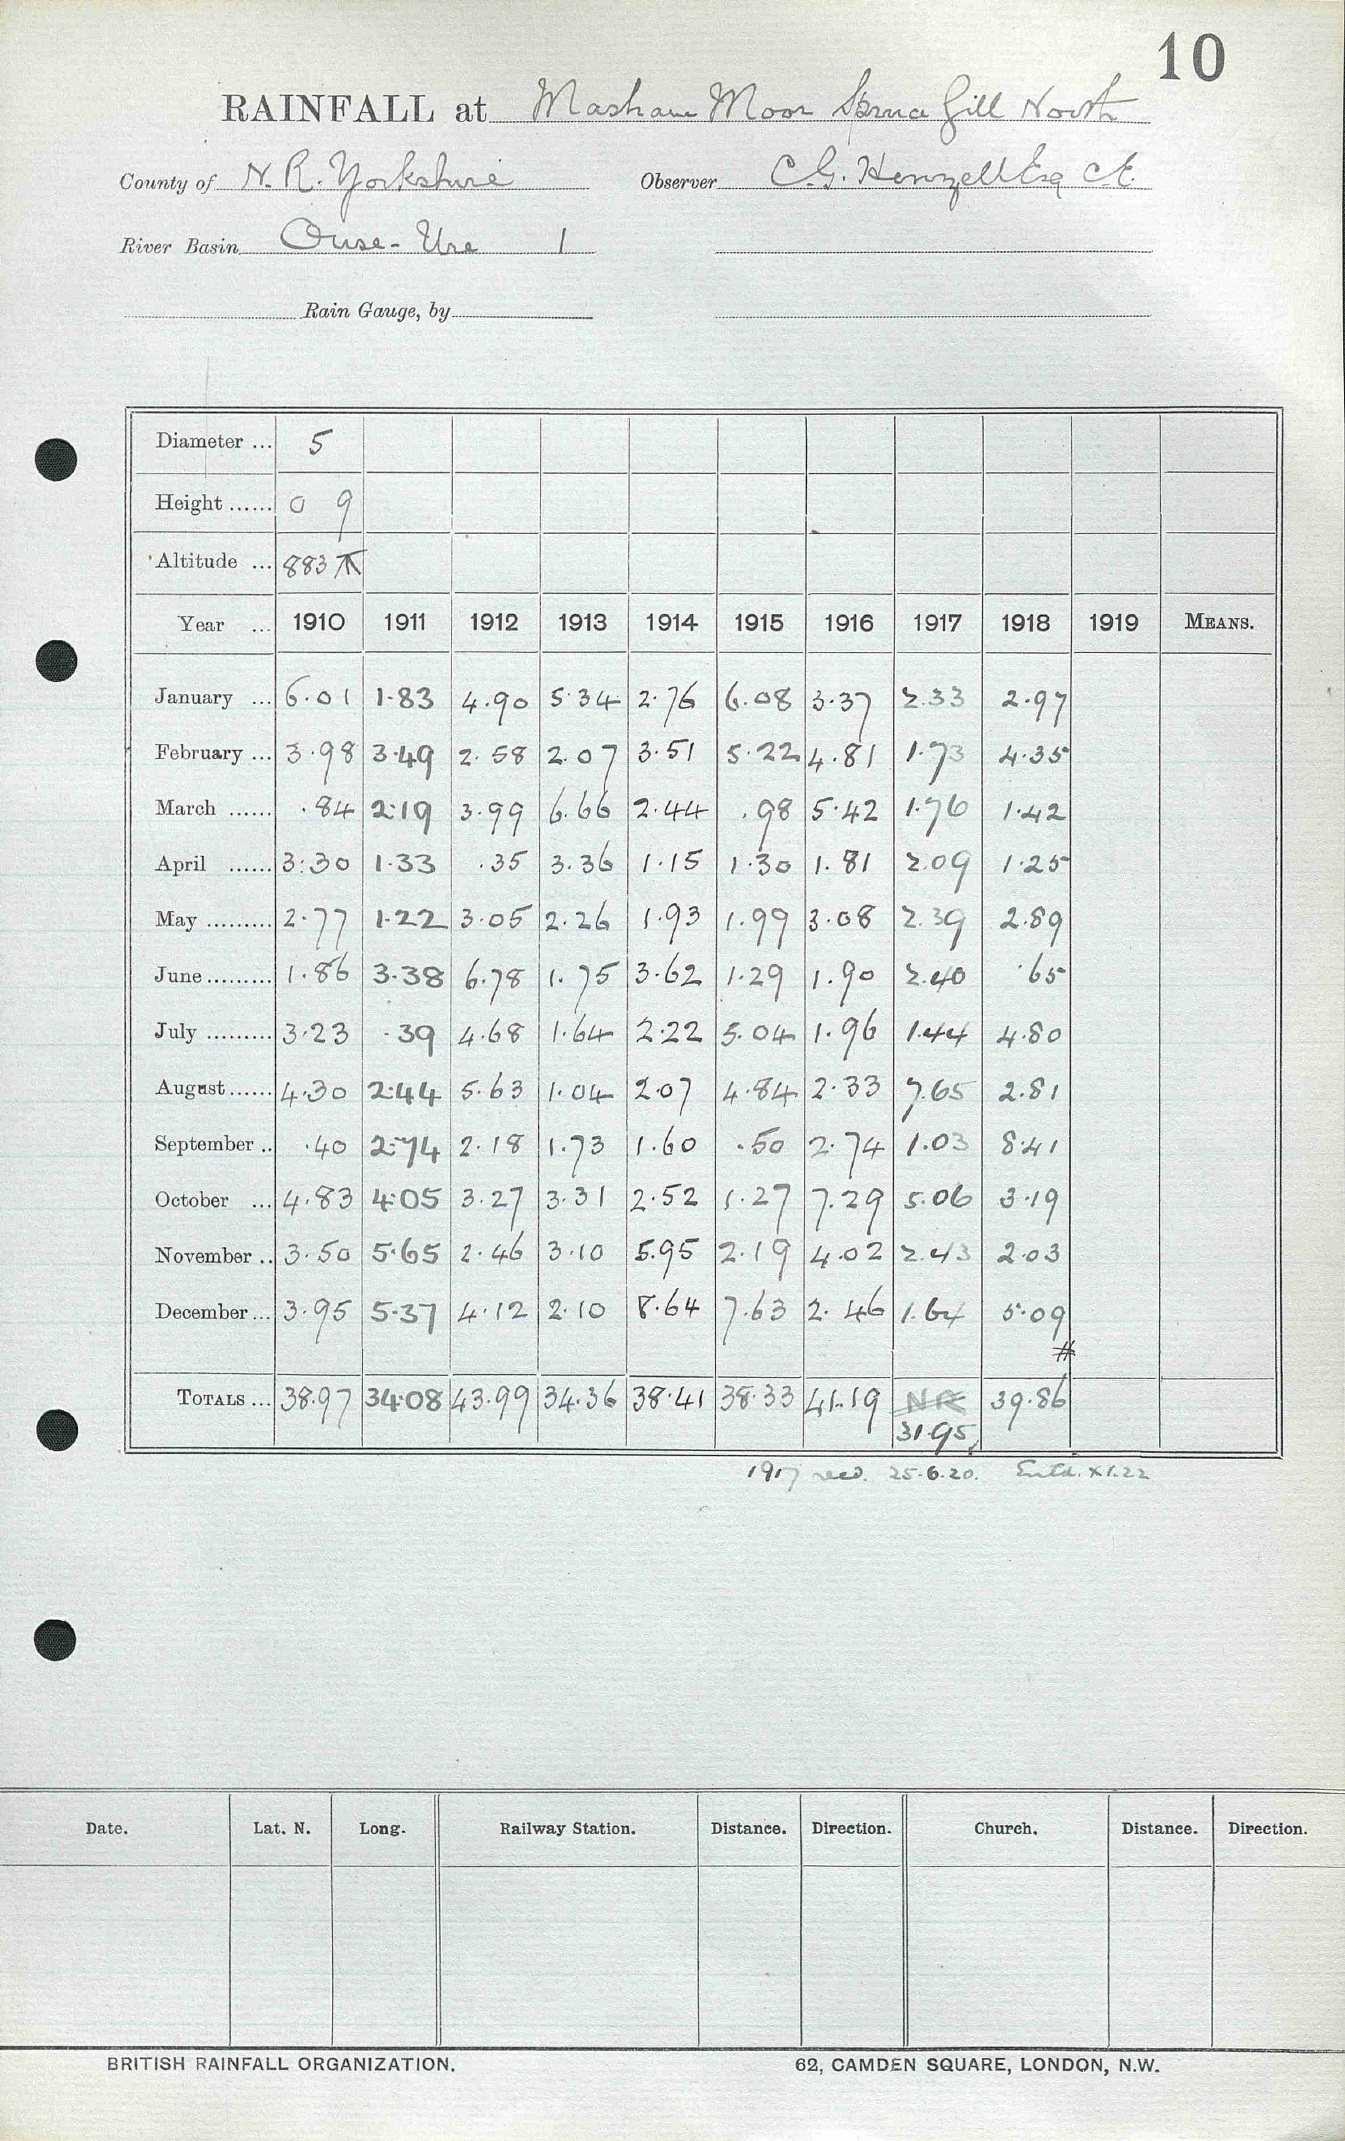 10
RAINFALL at Masham Moor Spruce Gill North
County of N. R. Yorkshire Observer C. G. Henzell Esq C.E.
River Basin Ouse - Ure 1
Rain Gauge, by
Diameter ... 5
Height ...... 0 9
Altitude ... 883
Year ... 1910 1911 1912 1913 1914 1915 1916 1917 1918 1919 MEANS.
January ... 6.01 1.83 4.90 5.34 2.76 6.08 3.37 2.33 2.97
February ... 3.98 3.49 2.58 2.07 3.51 5.22 4.81 1.73 4.35
March ...... .84 2.19 3.99 6.66 2.44 .98 5.42 1.76 1.42
April ...... 3.30 1.33 .35 3.36 1.15 1.30 1.81 2.09 1.25
May ......... 2.77 1.22 3.05 2.26 1.93 1.99 3.08 2.39 2.89
June ......... 1.86 3.38 6.78 1.75 3.62 1.29 1.90 2.40 .65
July ......... 3.23 .39 4.68 1.64 2.22 5.04 1.96 1.44 4.80
August ...... 4.30 2.44 5.63 1.04 2.07 4.84 2.33 7.65 2.81
September .. .40 2.74 2.18 1.73 1.60 .50 2.74 1.03 8.41
October ... 4.83 4.05 3.27 3.31 2.52 1.27 7.29 5.06 3.19
November .. 3.50 5.65 2.46 3.10 5.95 2.19 4.02 2.43 2.03
December ... 3.95 5.37 4.12 2.10 8.64 7.63 2.46 1.64 5.09
#
TOTALS ... 38.97 34.08 43.99 34.36 38.41 38.33 41.19 NR 39.86
31.95
1917 recd. 25.6.20. Entd. X1.22
Date. Lat. N. Long. Railway Station. Distance. Direction. Church. Distance. Direction.
BRITISH RAINFALL ORGANIZATION. 62, CAMDEN SQUARE, LONDON, N.W.